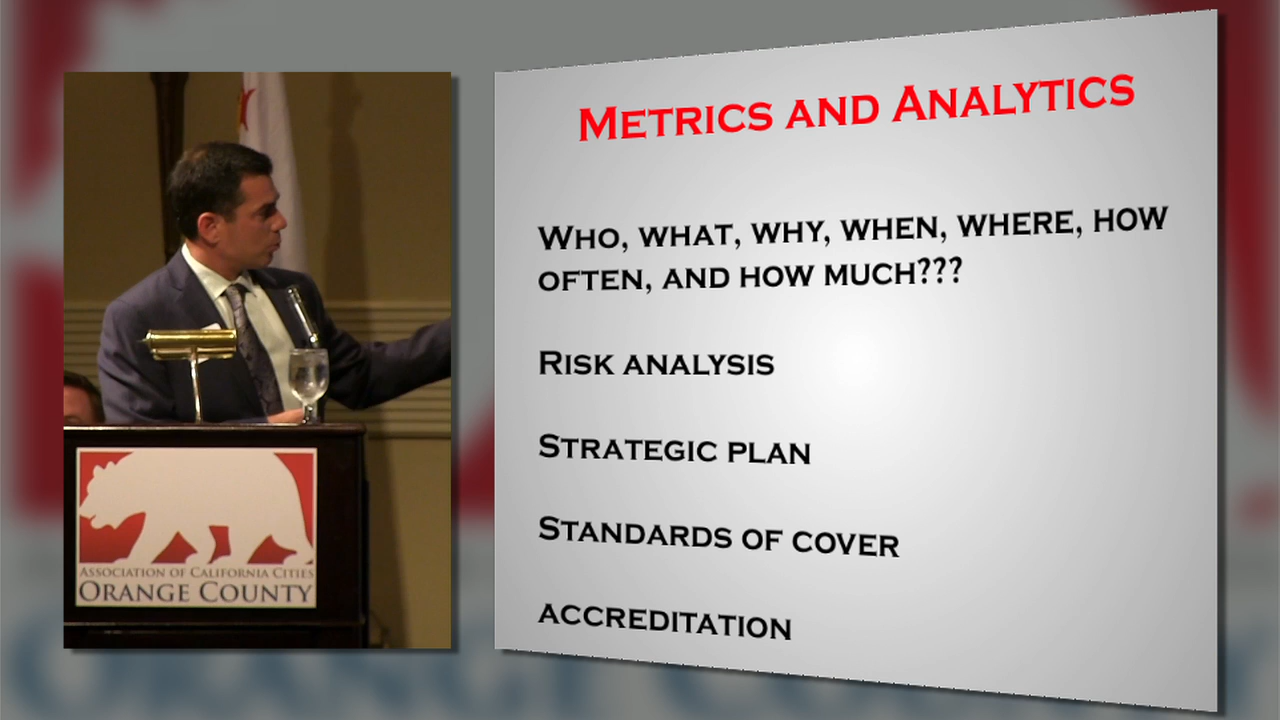 METRICS AND ANALYTICS
WHO, WHAT, WHY, WHEN, WHERE, HOW
OFTEN, AND HOW MUCH???
RISK ANALYSIS
STRATEGIC PLAN
STANDARDS OF COVER
ACCREDITATION
ASSOCIATION OF CALIFORNIA CITIES
ORANGE COUNTY